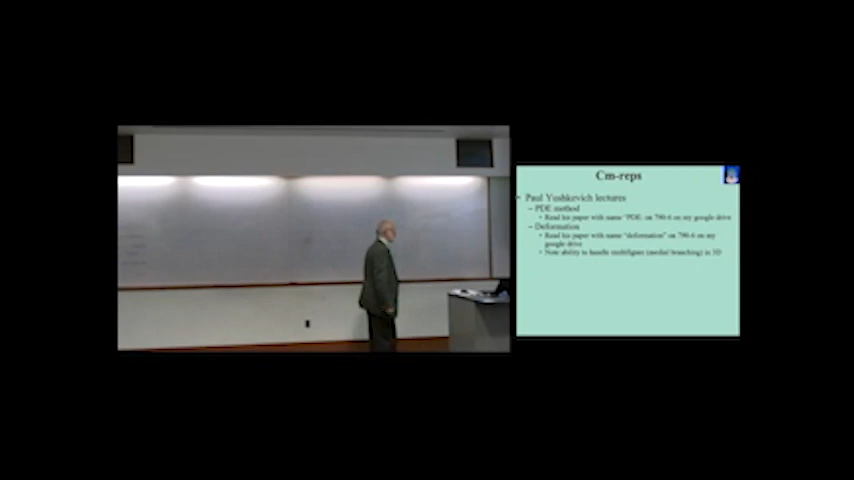 Cm-reps
• Paul Yushkevich lectures
– PDE method
• Read his paper with name "PDE: on 790-6 on my google drive
– Deformation
• Read his paper with name "deformation" on 790-6 on my
google drive
• Note ability to handle multifigure (medial branching) in 3D